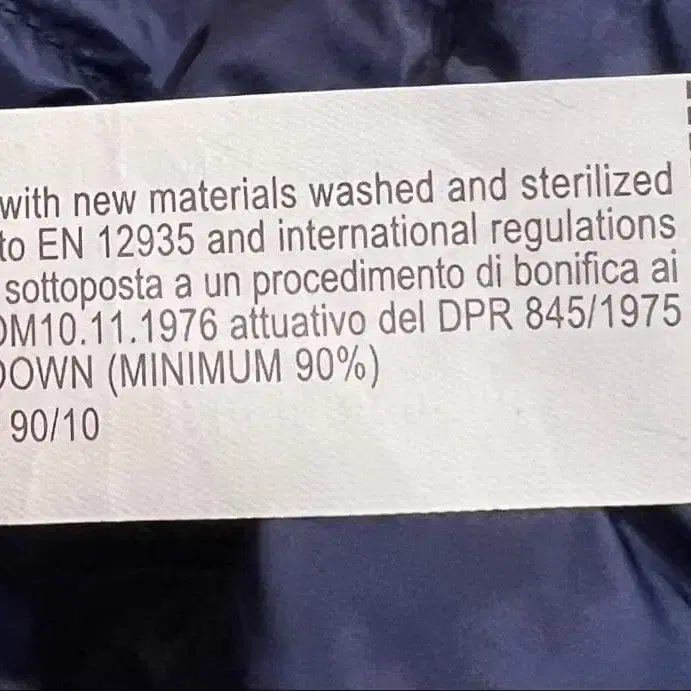 with new materials washed and sterilized
to EN 12935 and international regulations
sottoposta a un procedimento di bonifica ai
DM10.11.1976 attuativo del DPR 845/1975
DOWN (MINIMUM 90%)
90/10